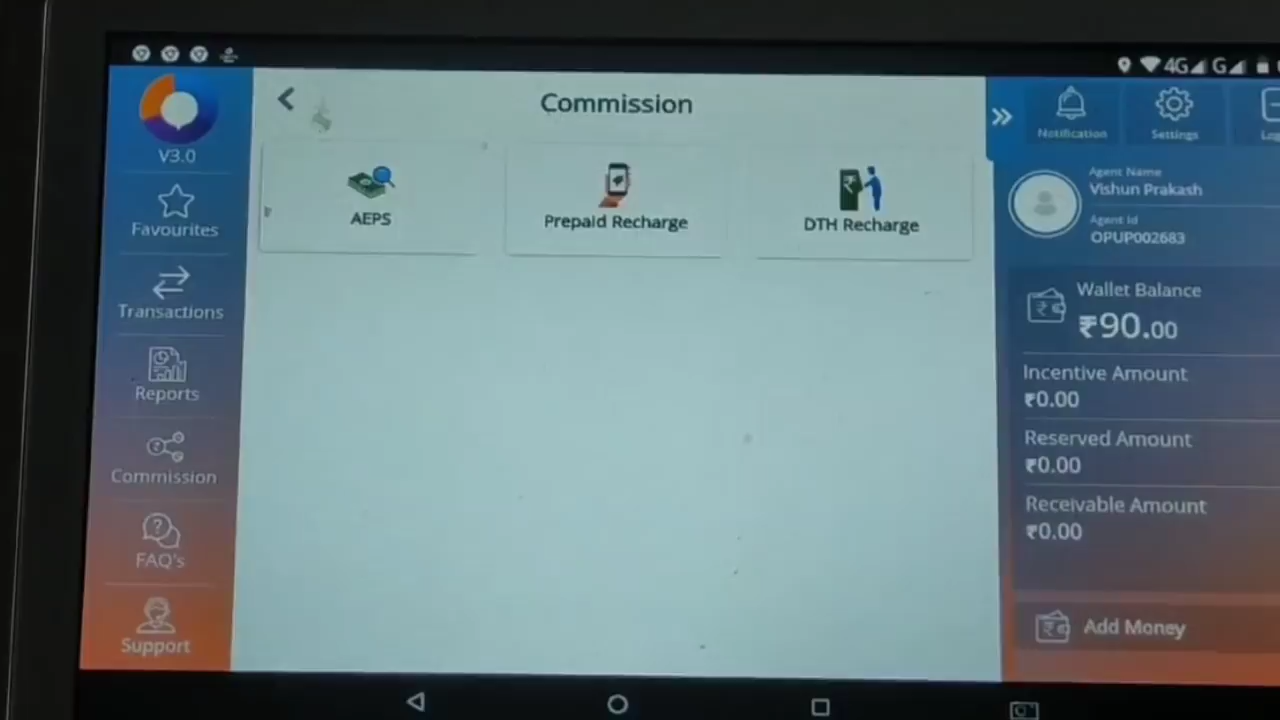 4G
G
V3.0
Favourites
Transactions
Reports
Commission
FAQ's
Support
Commission
AEPS
Prepaid Recharge
DTH Recharge
Notification
Settings
Agent Name
Vishun Prakash
Agent Id
OPUP002683
Wallet Balance
₹90.00
Incentive Amount
₹0.00
Reserved Amount
₹0.00
Receivable Amount
₹0.00
Add Money